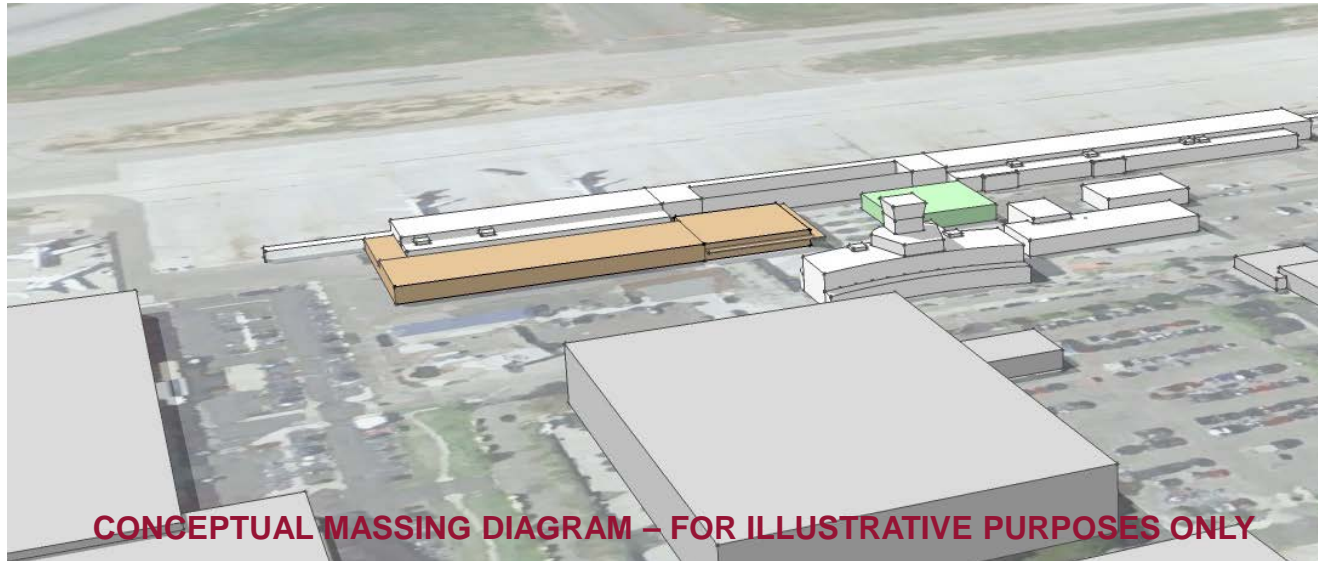 CONCEPTUAL MASSING DIAGRAM – FOR ILLUSTRATIVE PURPOSES ONLY